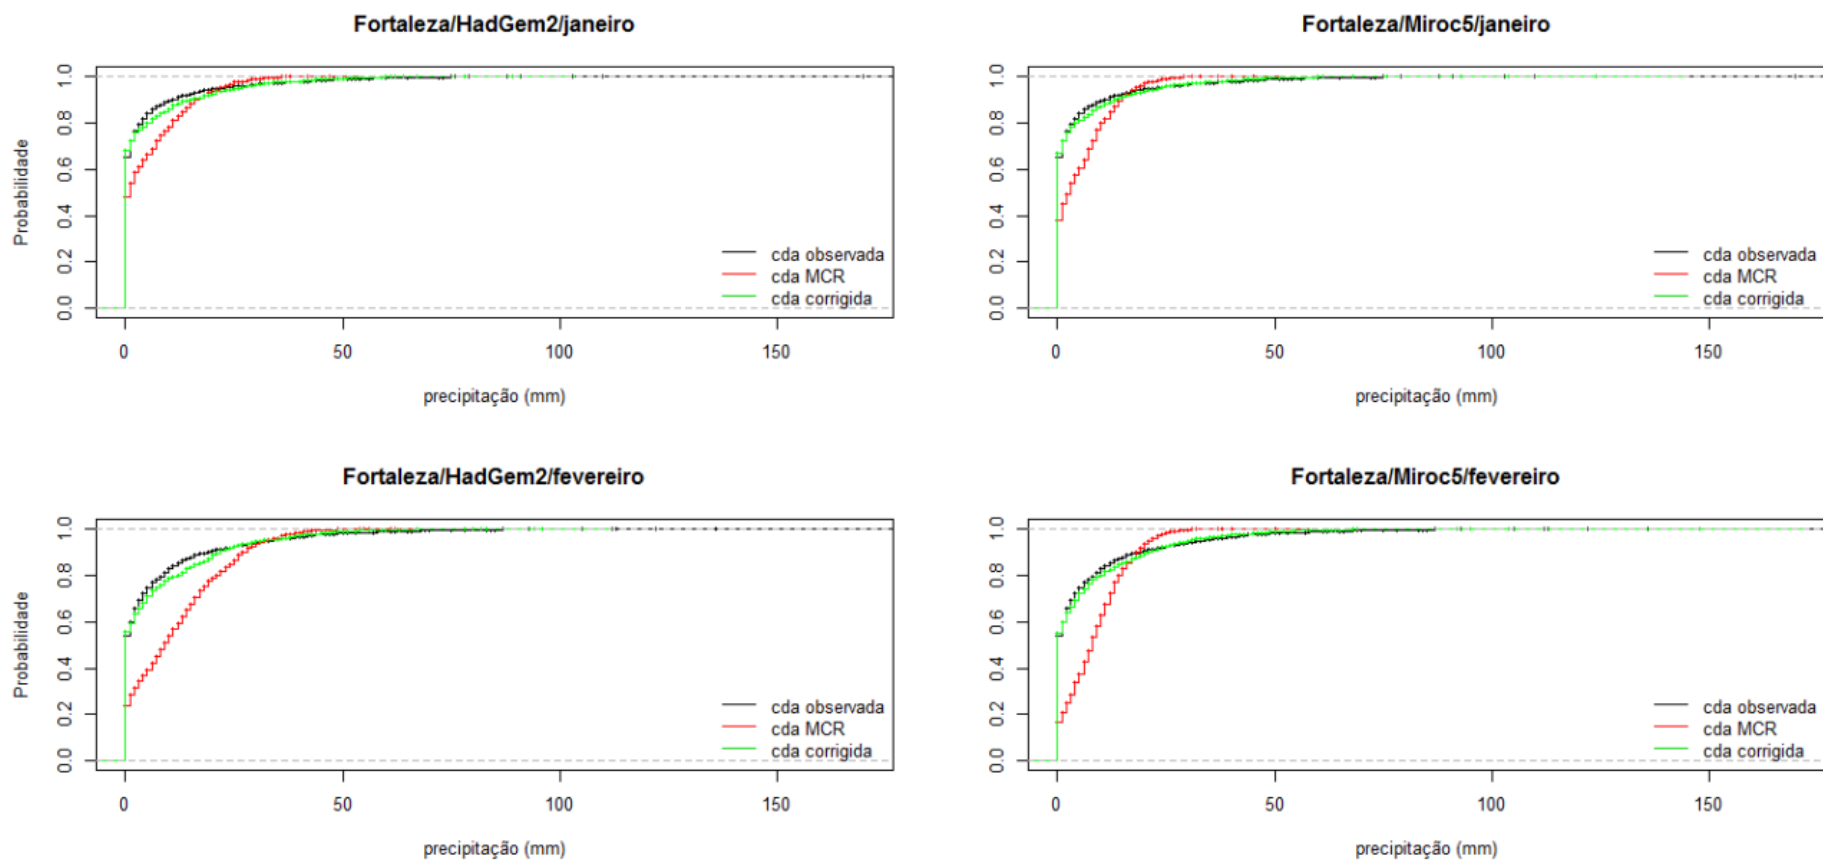 Fortaleza/HadGem2/janeiro
Probabilidade
0.0 0.2 0.4 0.6 0.8 1.0
cda observada
cda MCR
cda corrigida
0 50 100 150
precipitação (mm)
Fortaleza/Miroc5/janeiro
0.0 0.2 0.4 0.6 0.8 1.0
cda observada
cda MCR
cda corrigida
0 50 100 150
precipitação (mm)
Fortaleza/HadGem2/fevereiro
Probabilidade
0.0 0.2 0.4 0.6 0.8 1.0
cda observada
cda MCR
cda corrigida
0 50 100 150
precipitação (mm)
Fortaleza/Miroc5/fevereiro
0.0 0.2 0.4 0.6 0.8 1.0
cda observada
cda MCR
cda corrigida
0 50 100 150
precipitação (mm)